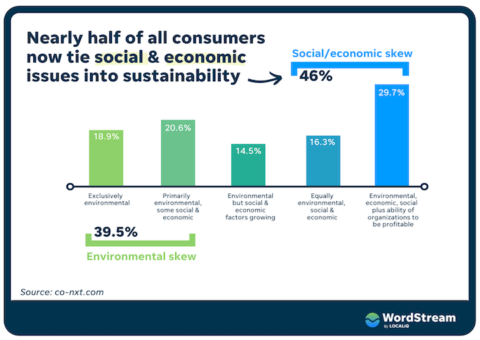 Nearly half of all consumers
now tie social & economic
issues into sustainability
Social/economic skew
46%
18.9%
20.6%
14.5%
16.3%
29.7%
Exclusively
environmental
Primarily
environmental,
some social &
economic
Environmental
but social &
economic
factors growing
Equally
environmental,
social &
economic
Environmental,
economic, social
plus ability of
organizations to
be profitable
39.5%
Environmental skew
Source: co-nxt.com
WordStream
By LOCALiQ